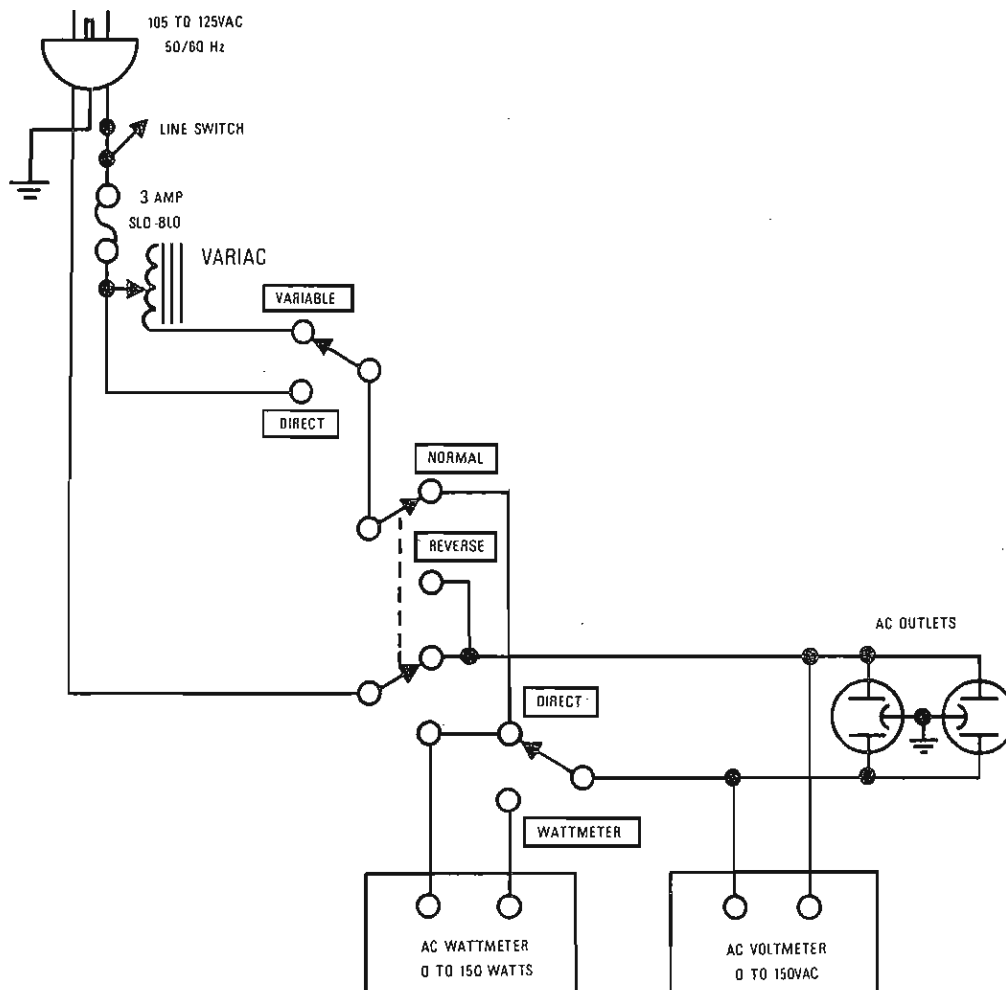 105 TO 125VAC
50/60 Hz
LINE SWITCH
3 AMP
SLO-BLO
VARIAC
VARIABLE
DIRECT
NORMAL
REVERSE
AC OUTLETS
DIRECT
WATTMETER
AC WATTMETER
0 TO 150 WATTS
AC VOLTMETER
0 TO 150VAC